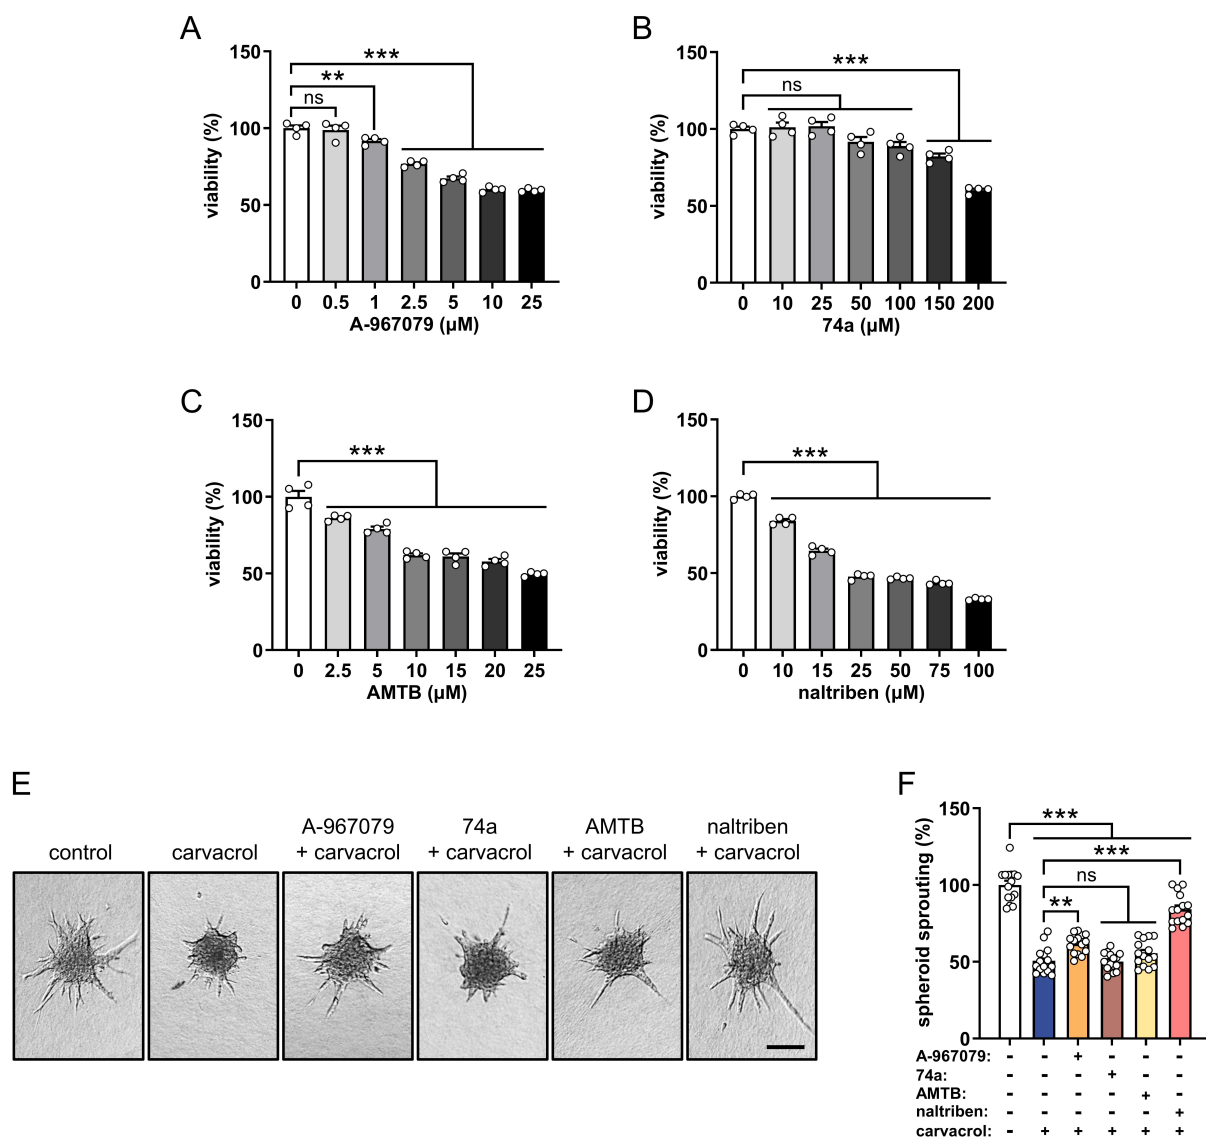 A
150
100
50
0
viability (%)
***
**
ns
0 0.5 1 2.5 5 10 25
A-967079 (µM)
B
150
100
50
0
viability (%)
***
ns
0 10 25 50 100 150 200
74a (µM)
C
150
100
50
0
viability (%)
***
0 2.5 5 10 15 20 25
AMTB (µM)
D
150
100
50
0
viability (%)
***
0 10 15 25 50 75 100
naltriben (µM)
E
control
carvacrol
A-967079
+ carvacrol
74a
+ carvacrol
AMTB
+ carvacrol
naltriben
+ carvacrol
F
150
100
50
0
spheroid sprouting (%)
***
***
ns
**
A-967079: - - + - - -
74a: - - - + - -
AMTB: - - - - + -
naltriben: - - - - - +
carvacrol: - + + + + +